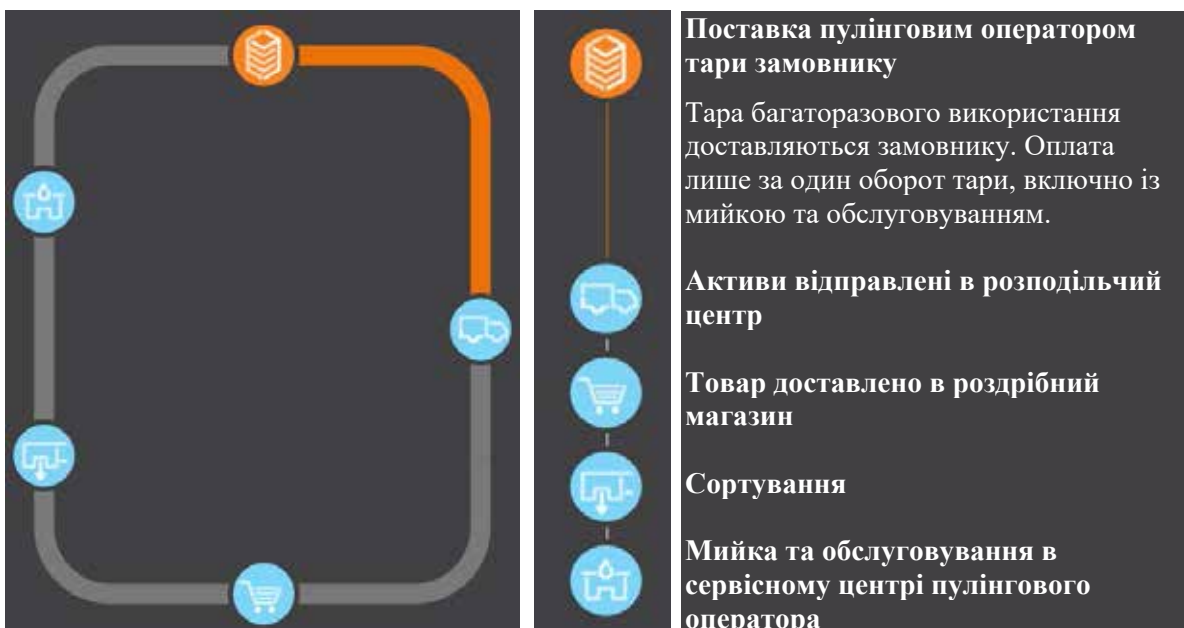 Поставка пулінговим оператором
тари замовнику
Тара багаторазового використання
доставляються замовнику. Оплата
лише за один оборот тари, включно із
мийкою та обслуговуванням.
Активи відправлені в розподільчий
центр
Товар доставлено в роздрібний
магазин
Сортування
Мийка та обслуговування в
сервісному центрі пулінгового
оператора